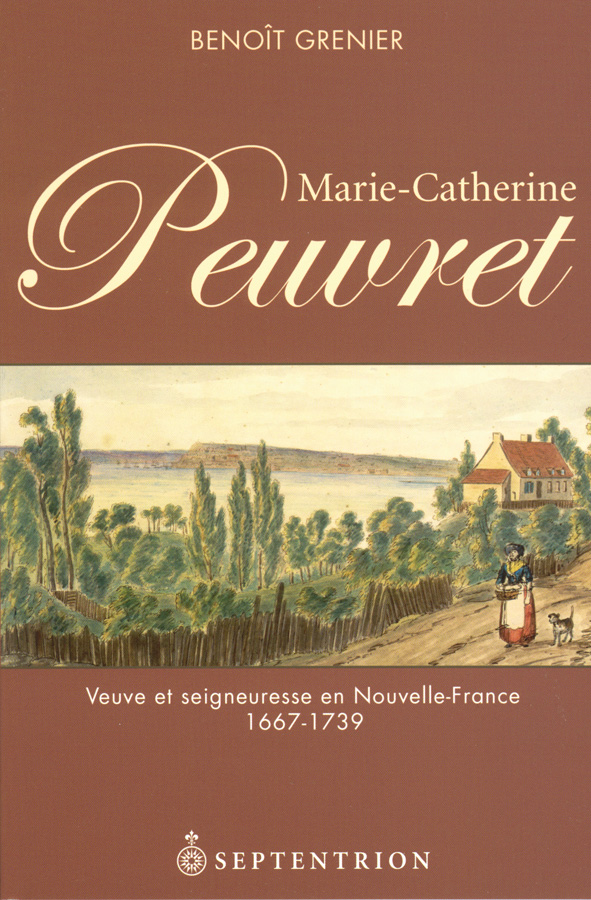 BENOÎT GRENIER
Marie-Catherine
Peuvret
Veuve et seigneuresse en Nouvelle-France
1667-1739
SEPTENTRION